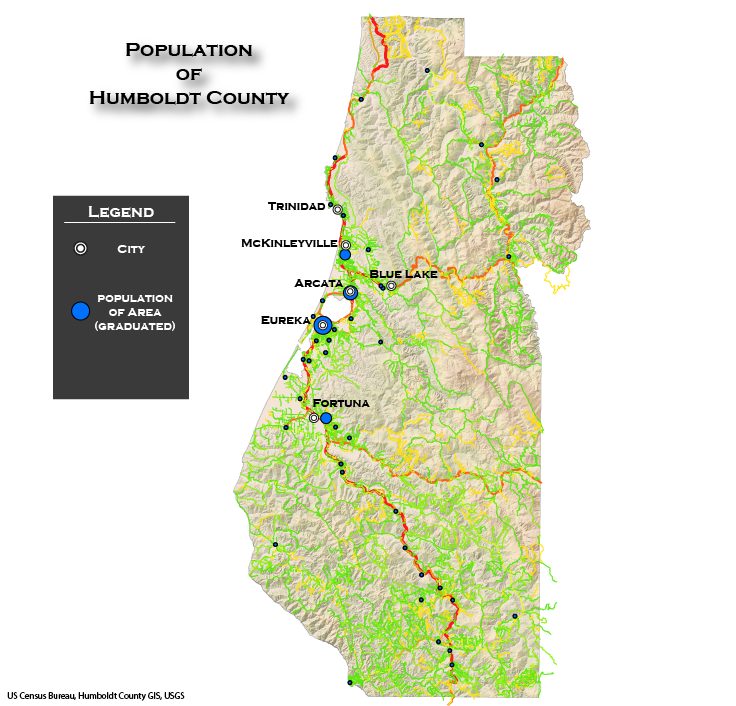 Population
of
Humboldt County
Trinidad
Legend
McKinleyville
City
Blue Lake
Arcata
population
of Area
(graduated)
Eureka
Fortuna
US Census Bureau, Humboldt County GIS, USGS